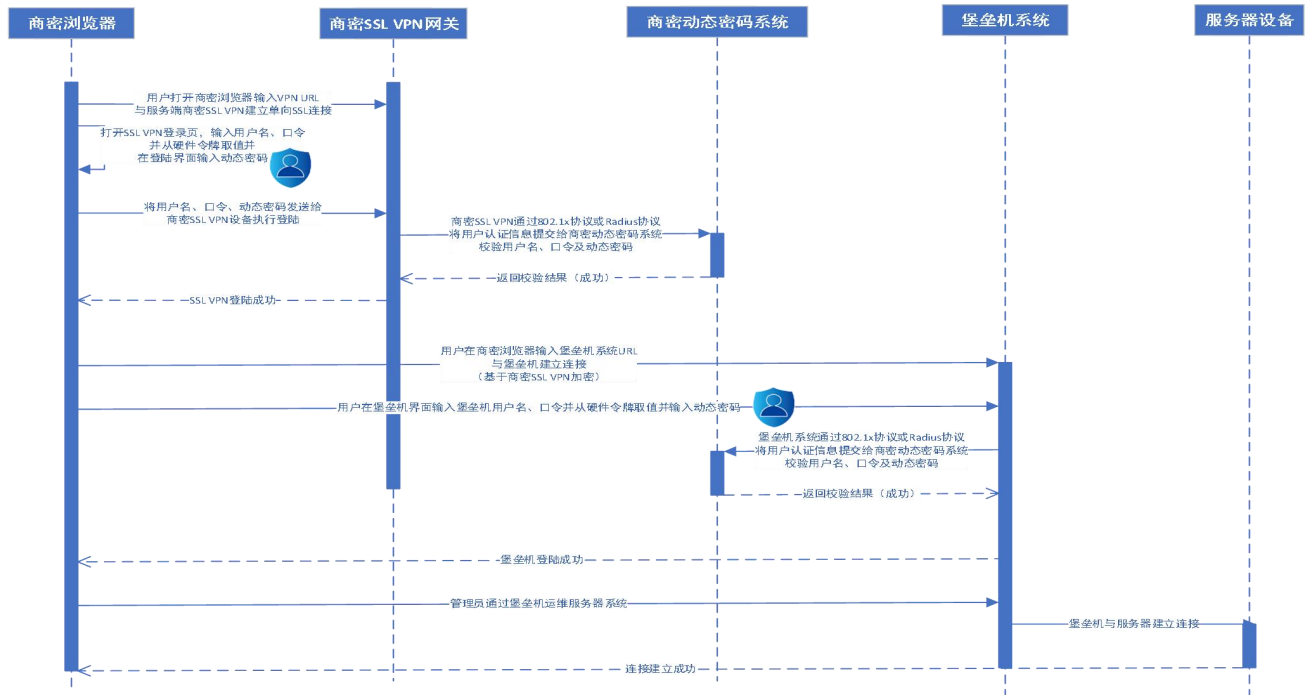 商密浏览器
商密SSL VPN网关
商密动态密码系统
堡垒机系统
服务器设备
用户打开商密浏览器输入VPN URL
与服务端商密SSL VPN建立单向SSL连接
打开SSL VPN登录页，输入用户名、口令
并从硬件令牌取值并
在登陆界面输入动态密码
将用户名、口令、动态密码发送给
商密SSL VPN设备执行登陆
商密SSL VPN通过802.1x协议或Radius协议
将用户认证信息提交给商密动态密码系统
校验用户名、口令及动态密码
返回校验结果（成功）
SSL VPN登陆成功
用户在商密浏览器输入堡垒机系统URL
与堡垒机建立连接
（基于商密SSL VPN加密）
用户在堡垒机界面输入堡垒机用户名、口令并从硬件令牌取值并输入动态密码
堡垒机系统通过802.1x协议或Radius协议
将用户认证信息提交给商密动态密码系统
校验用户名、口令及动态密码
返回校验结果（成功）
堡垒机登陆成功
管理员通过堡垒机运维服务器系统
堡垒机与服务器建立连接
连接建立成功